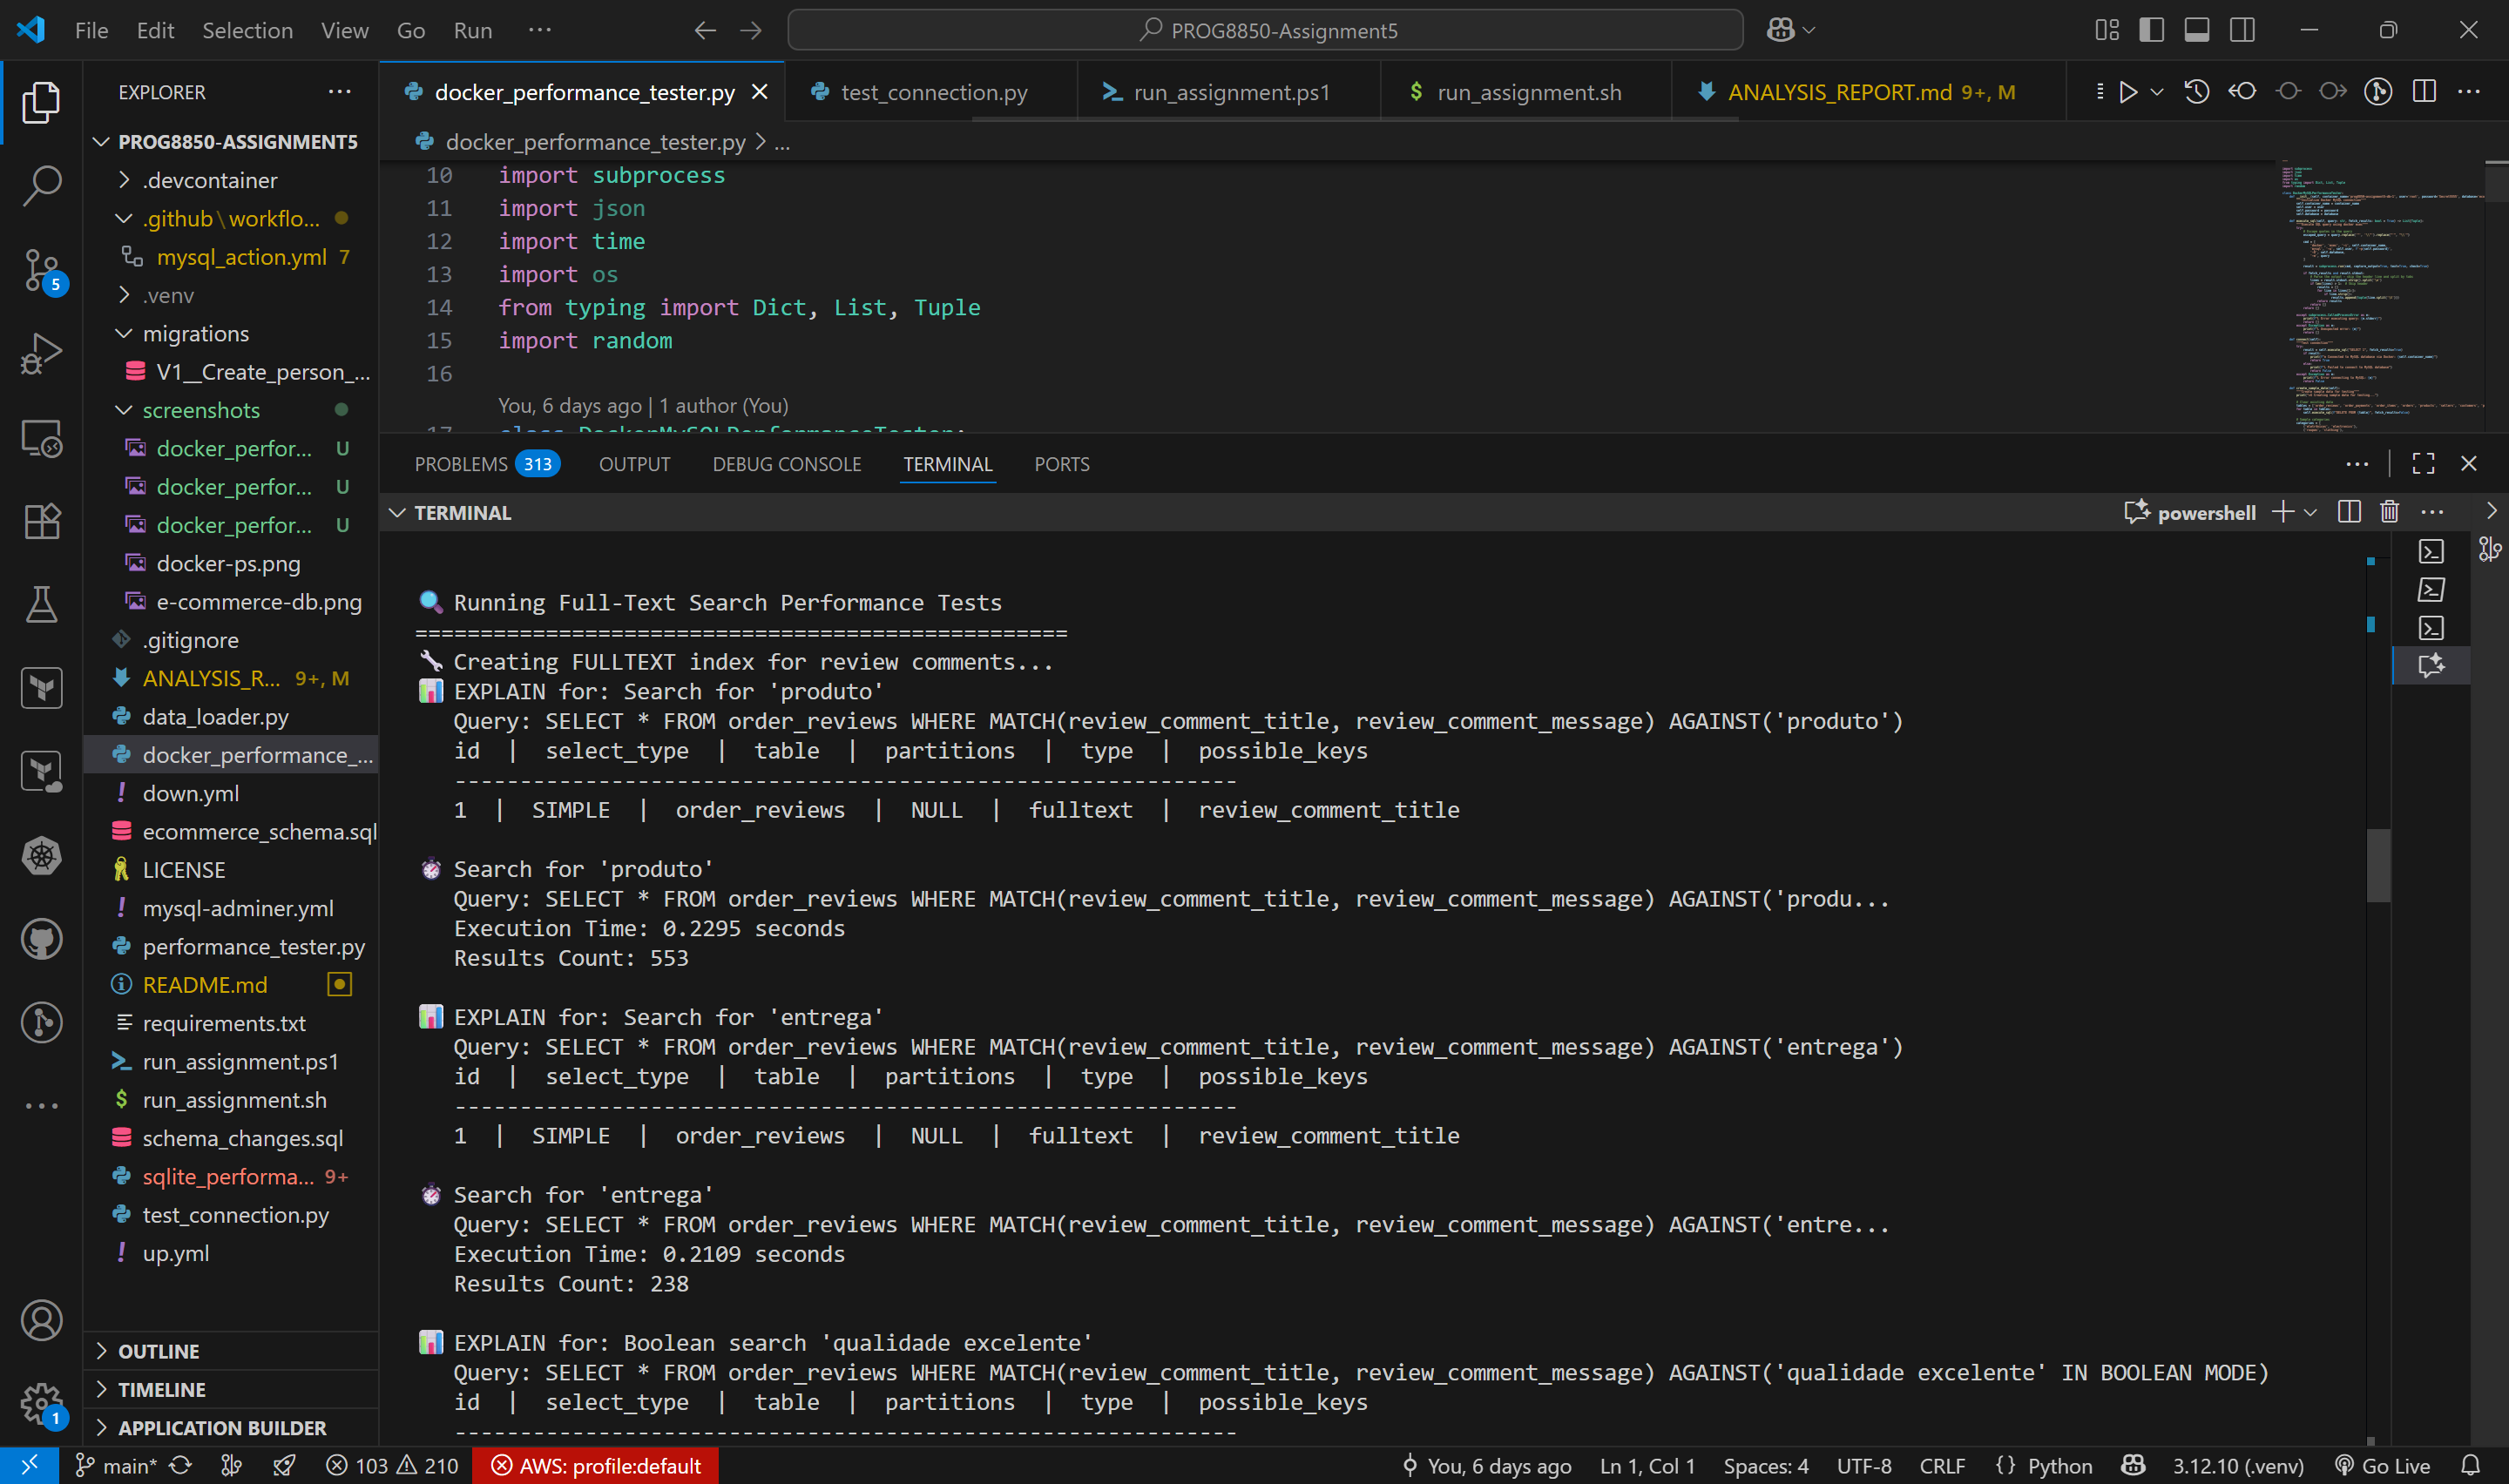 File Edit Selection View Go Run ···
PROG8850-Assignment5
EXPLORER
PROG8850-ASSIGNMENT5
.devcontainer
.github\workflo...
mysql_action.yml 7
.venv
migrations
V1__Create_person_...
screenshots
docker_perfor... U
docker_perfor... U
docker_perfor... U
docker-ps.png
e-commerce-db.png
.gitignore
ANALYSIS_R... 9+, M
data_loader.py
docker_performance_...
down.yml
ecommerce_schema.sql
LICENSE
mysql-adminer.yml
performance_tester.py
README.md
requirements.txt
run_assignment.ps1
run_assignment.sh
schema_changes.sql
sqlite_performa... 9+
test_connection.py
up.yml
OUTLINE
TIMELINE
APPLICATION BUILDER
5
1
docker_performance_tester.py test_connection.py run_assignment.ps1 run_assignment.sh ANALYSIS_REPORT.md 9+, M
docker_performance_tester.py > ...
10 import subprocess
11 import json
12 import time
13 import os
14 from typing import Dict, List, Tuple
15 import random
16
You, 6 days ago | 1 author (You)
17 class DockerMySQLPerformanceTester:
PROBLEMS 313 OUTPUT DEBUG CONSOLE TERMINAL PORTS
TERMINAL
powershell
🔍 Running Full-Text Search Performance Tests
==================================================
🔧 Creating FULLTEXT index for review comments...
📊 EXPLAIN for: Search for 'produto'
Query: SELECT * FROM order_reviews WHERE MATCH(review_comment_title, review_comment_message) AGAINST('produto')
id | select_type | table | partitions | type | possible_keys
------------------------------------------------------------
1 | SIMPLE | order_reviews | NULL | fulltext | review_comment_title
⏱ Search for 'produto'
Query: SELECT * FROM order_reviews WHERE MATCH(review_comment_title, review_comment_message) AGAINST('produ...
Execution Time: 0.2295 seconds
Results Count: 553
📊 EXPLAIN for: Search for 'entrega'
Query: SELECT * FROM order_reviews WHERE MATCH(review_comment_title, review_comment_message) AGAINST('entrega')
id | select_type | table | partitions | type | possible_keys
------------------------------------------------------------
1 | SIMPLE | order_reviews | NULL | fulltext | review_comment_title
⏱ Search for 'entrega'
Query: SELECT * FROM order_reviews WHERE MATCH(review_comment_title, review_comment_message) AGAINST('entre...
Execution Time: 0.2109 seconds
Results Count: 238
📊 EXPLAIN for: Boolean search 'qualidade excelente'
Query: SELECT * FROM order_reviews WHERE MATCH(review_comment_title, review_comment_message) AGAINST('qualidade excelente' IN BOOLEAN MODE)
id | select_type | table | partitions | type | possible_keys
------------------------------------------------------------
main* 103 210 AWS: profile:default You, 6 days ago Ln 1, Col 1 Spaces: 4 UTF-8 CRLF {} Python 3.12.10 (.venv) Go Live